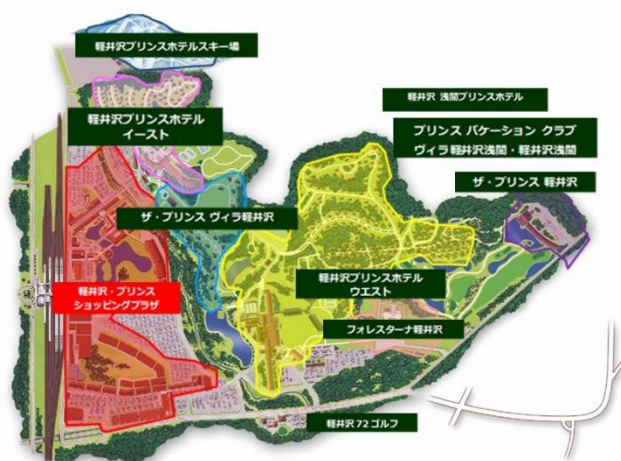 軽井沢プリンスホテルスキー場
軽井沢プリンスホテル
イースト
軽井沢 浅間プリンスホテル
プリンス バケーション クラブ
ヴィラ軽井沢浅間・軽井沢浅間
ザ・プリンス 軽井沢
ザ・プリンス ヴィラ軽井沢
軽井沢プリンスホテル
ウエスト
軽井沢・プリンス
ショッピングプラザ
フォレスターナ軽井沢
軽井沢72ゴルフ